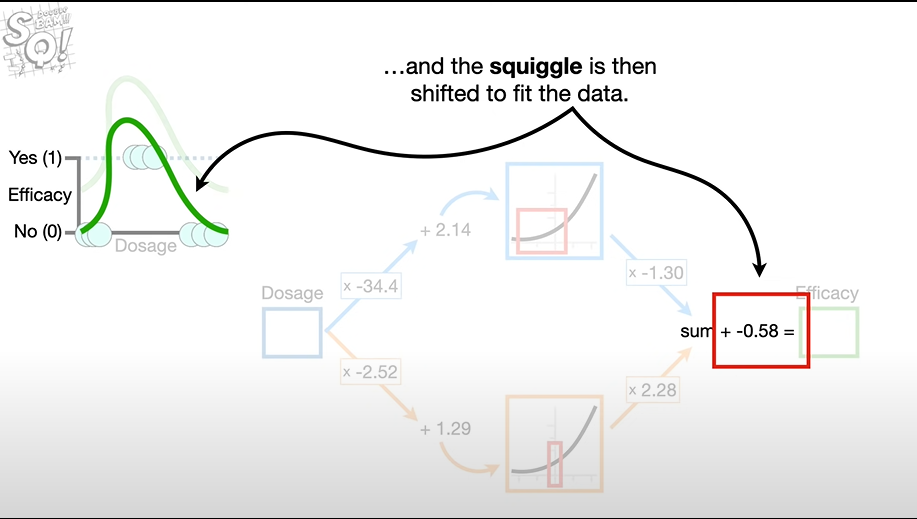 DOUBLE
BAM!!!
SQ!
…and the squiggle is then
shifted to fit the data.
Yes (1)
Efficacy
No (0)
Dosage
+ 2.14
x -34.4
x -1.30
Dosage
Efficacy
sum + -0.58 =
x -2.52
x 2.28
+ 1.29